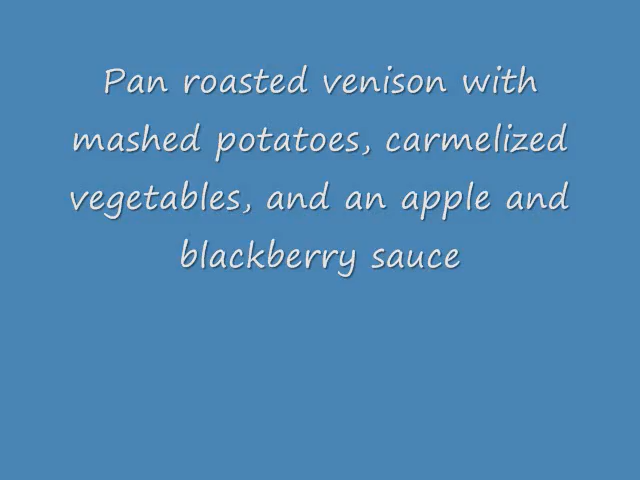 Pan roasted venison with
mashed potatoes, carmelized
vegetables, and an apple and
blackberry sauce